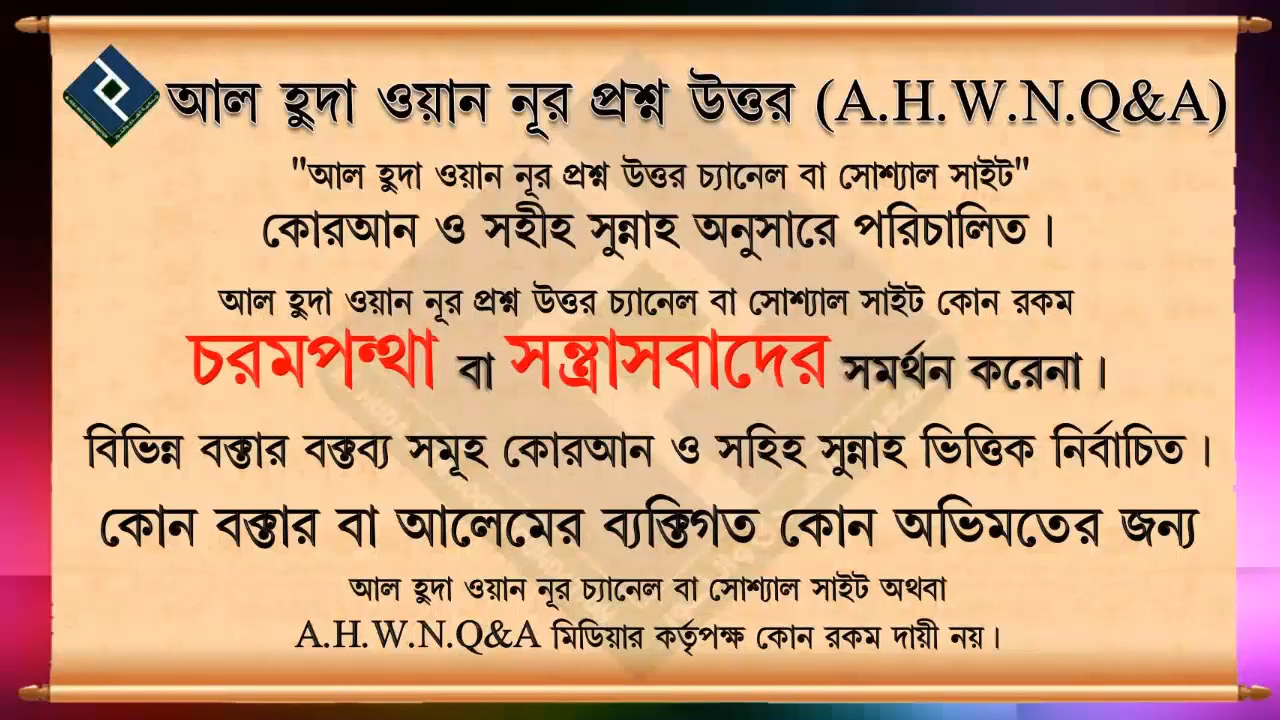 আল হুদা ওয়ান নূর প্রশ্ন উত্তর (A.H.W.N.Q&A)
"আল হুদা ওয়ান নূর প্রশ্ন উত্তর চ্যানেল বা সোশ্যাল সাইট"
কোরআন ও সহীহ সুন্নাহ অনুসারে পরিচালিত।
আল হুদা ওয়ান নূর প্রশ্ন উত্তর চ্যানেল বা সোশ্যাল সাইট কোন রকম
চরমপন্থা বা সন্ত্রাসবাদের সমর্থন করেনা।
বিভিন্ন বক্তার বক্তব্য সমূহ কোরআন ও সহিহ সুন্নাহ ভিত্তিক নির্বাচিত।
কোন বক্তার বা আলেমের ব্যক্তিগত কোন অভিমতের জন্য
আল হুদা ওয়ান নূর চ্যানেল বা সোশ্যাল সাইট অথবা
A.H.W.N.Q&A মিডিয়ার কর্তৃপক্ষ কোন রকম দায়ী নয়।